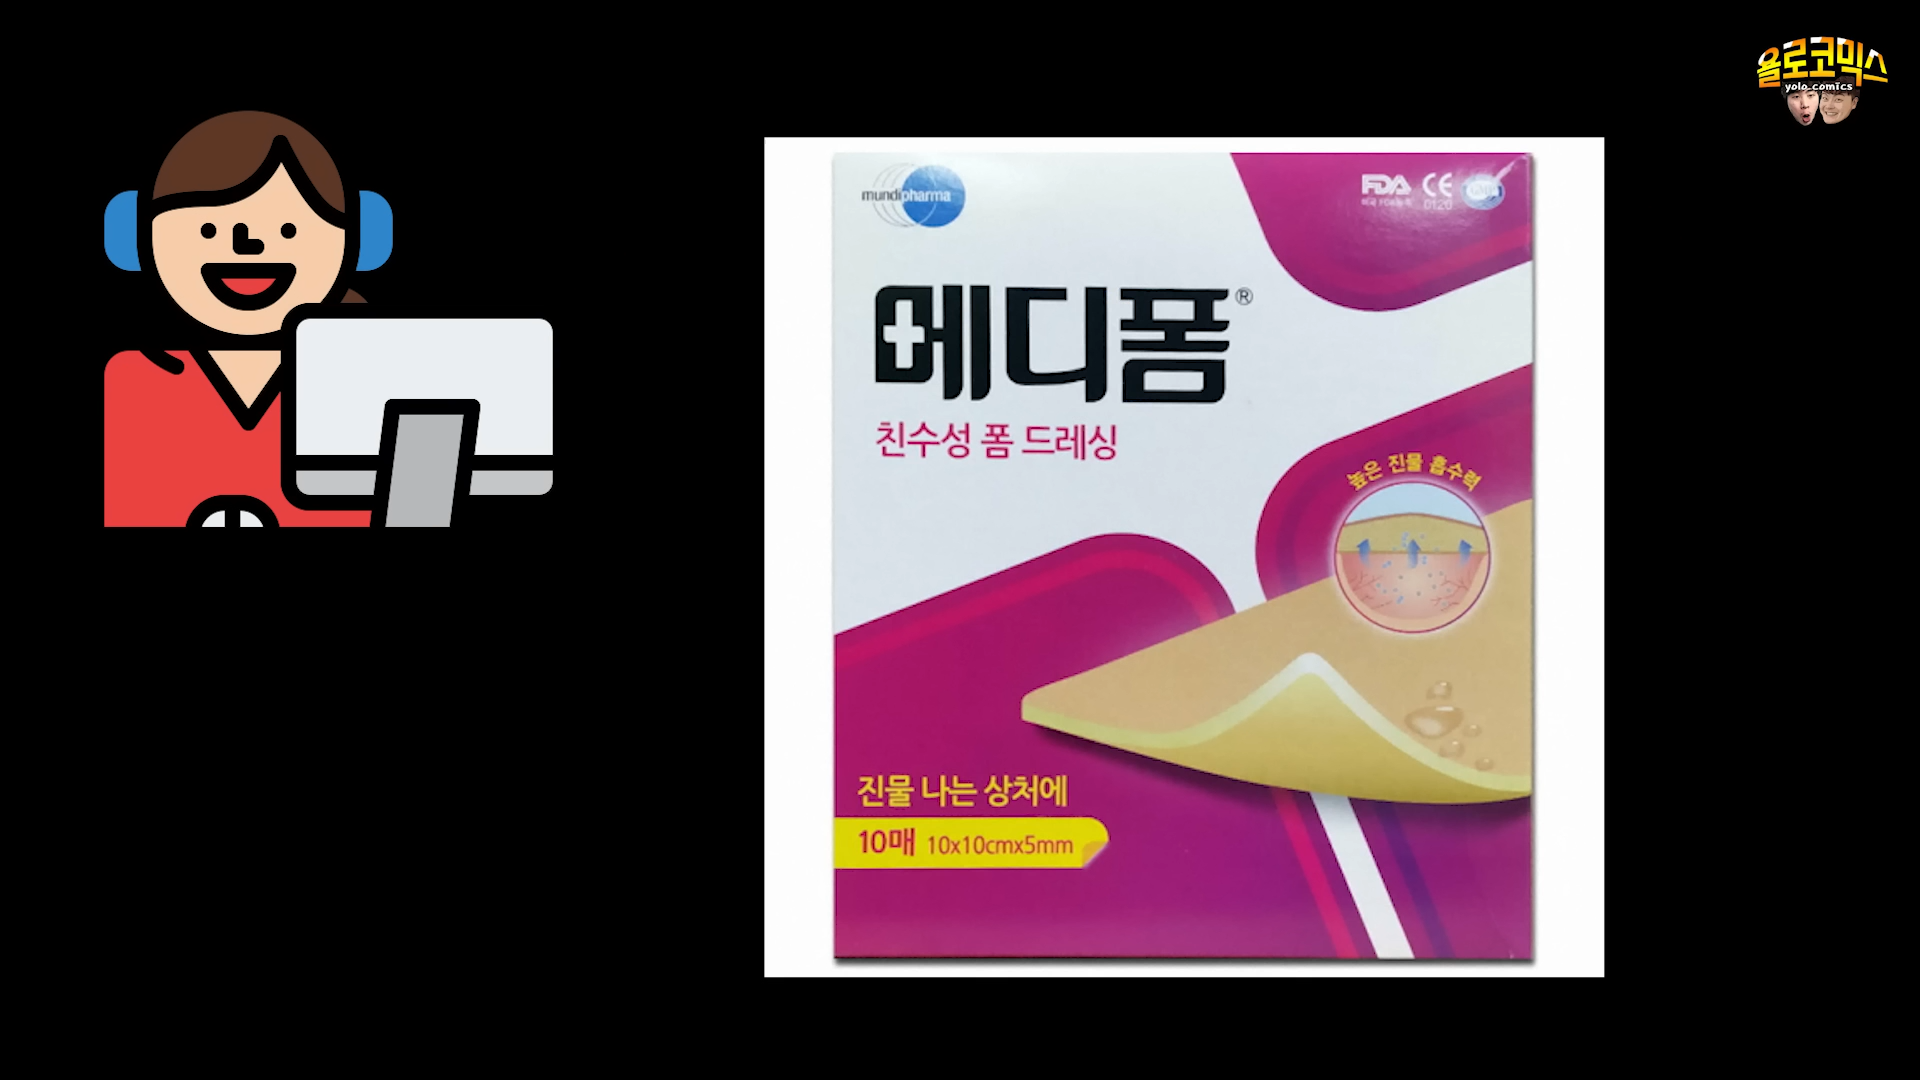 욜로코믹스
yolo comics
mundipharma
FDA CE
0120
메디폼®
친수성 폼 드레싱
높은 진물 흡수력
진물 나는 상처에
10매 10x10cmx5mm